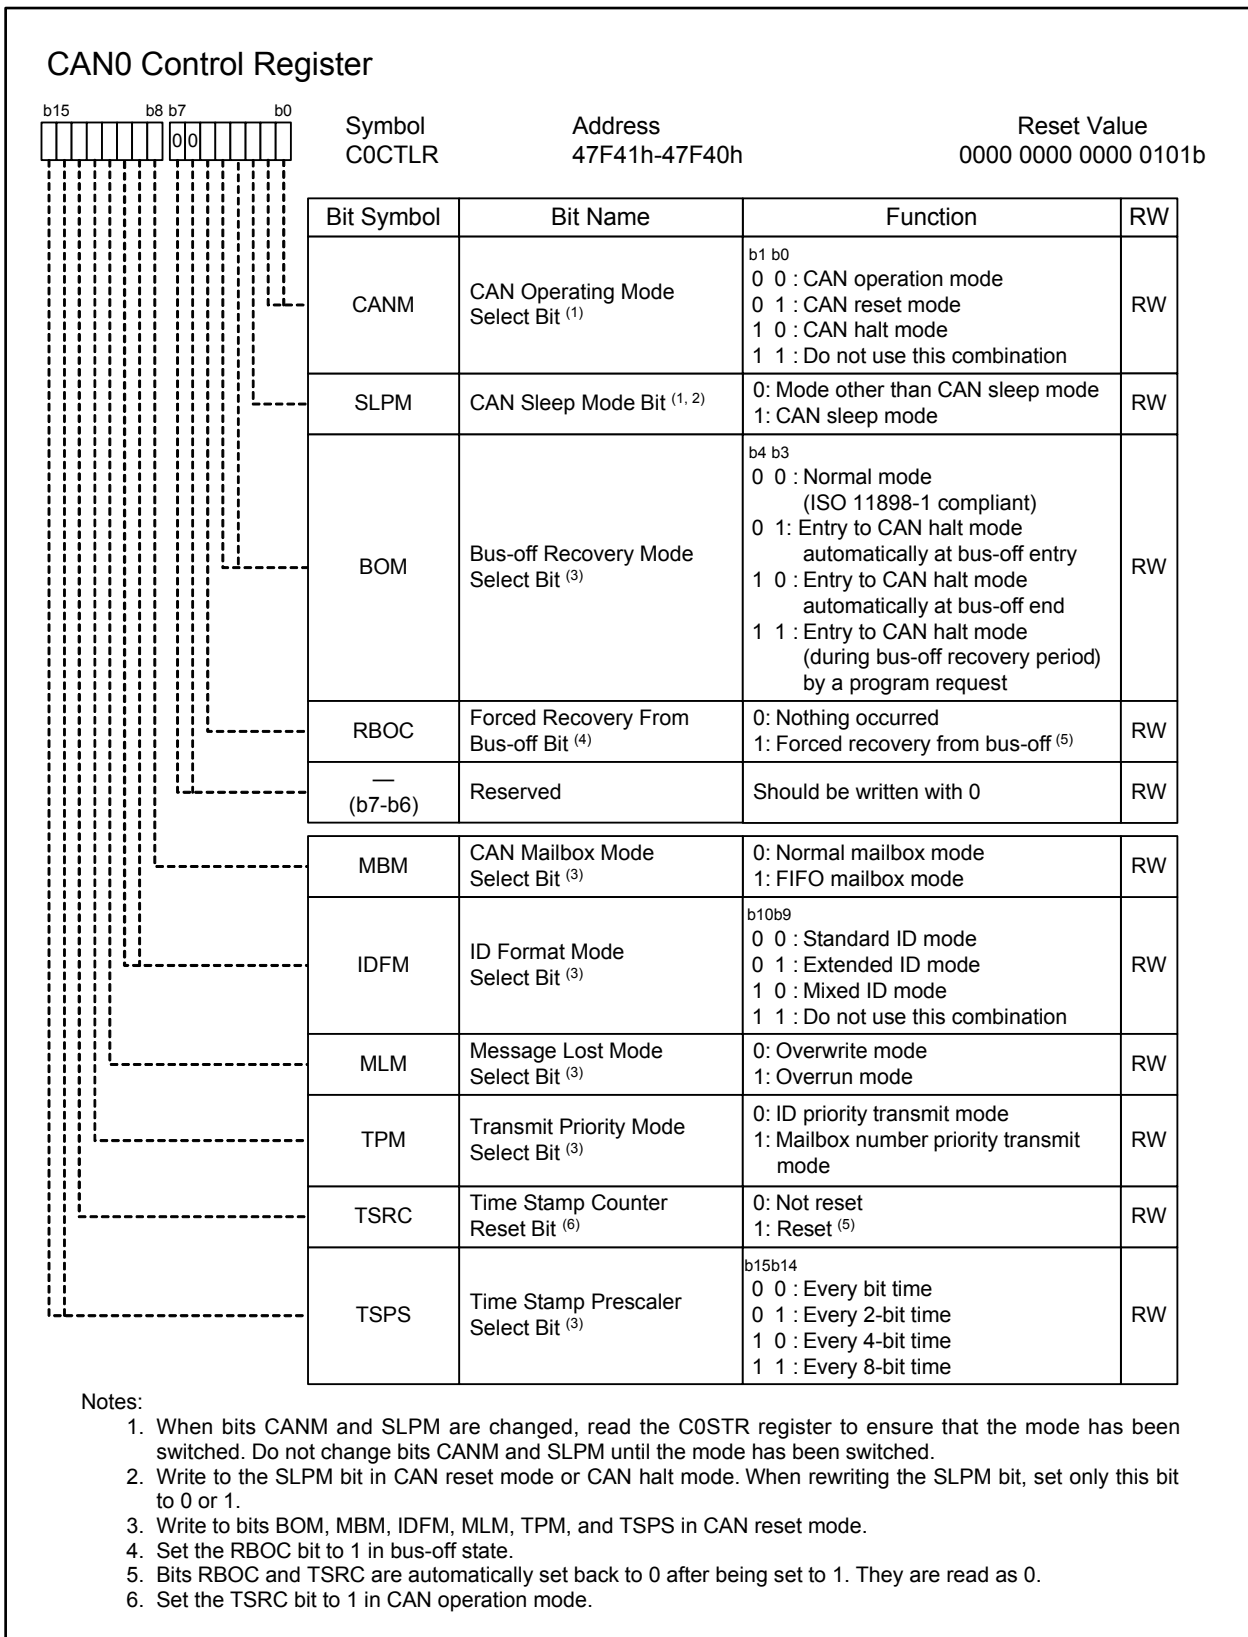 CAN0 Control Register
b15 b8 b7 b0
0 0
Symbol Address Reset Value
C0CTLR 47F41h-47F40h 0000 0000 0000 0101b
Bit Symbol Bit Name Function RW
CANM
CAN Operating Mode
Select Bit (1)
b1 b0
0 0 : CAN operation mode
0 1 : CAN reset mode
1 0 : CAN halt mode
1 1 : Do not use this combination
RW
SLPM
CAN Sleep Mode Bit (1, 2)
0: Mode other than CAN sleep mode
1: CAN sleep mode
RW
BOM
Bus-off Recovery Mode
Select Bit (3)
b4 b3
0 0 : Normal mode
(ISO 11898-1 compliant)
0 1: Entry to CAN halt mode
automatically at bus-off entry
1 0 : Entry to CAN halt mode
automatically at bus-off end
1 1 : Entry to CAN halt mode
(during bus-off recovery period)
by a program request
RW
RBOC
Forced Recovery From
Bus-off Bit (4)
0: Nothing occurred
1: Forced recovery from bus-off (5)
RW
—
(b7-b6)
Reserved
Should be written with 0
RW
MBM
CAN Mailbox Mode
Select Bit (3)
0: Normal mailbox mode
1: FIFO mailbox mode
RW
IDFM
ID Format Mode
Select Bit (3)
b10b9
0 0 : Standard ID mode
0 1 : Extended ID mode
1 0 : Mixed ID mode
1 1 : Do not use this combination
RW
MLM
Message Lost Mode
Select Bit (3)
0: Overwrite mode
1: Overrun mode
RW
TPM
Transmit Priority Mode
Select Bit (3)
0: ID priority transmit mode
1: Mailbox number priority transmit
mode
RW
TSRC
Time Stamp Counter
Reset Bit (6)
0: Not reset
1: Reset (5)
RW
TSPS
Time Stamp Prescaler
Select Bit (3)
b15b14
0 0 : Every bit time
0 1 : Every 2-bit time
1 0 : Every 4-bit time
1 1 : Every 8-bit time
RW
Notes:
1. When bits CANM and SLPM are changed, read the C0STR register to ensure that the mode has been
switched. Do not change bits CANM and SLPM until the mode has been switched.
2. Write to the SLPM bit in CAN reset mode or CAN halt mode. When rewriting the SLPM bit, set only this bit
to 0 or 1.
3. Write to bits BOM, MBM, IDFM, MLM, TPM, and TSPS in CAN reset mode.
4. Set the RBOC bit to 1 in bus-off state.
5. Bits RBOC and TSRC are automatically set back to 0 after being set to 1. They are read as 0.
6. Set the TSRC bit to 1 in CAN operation mode.